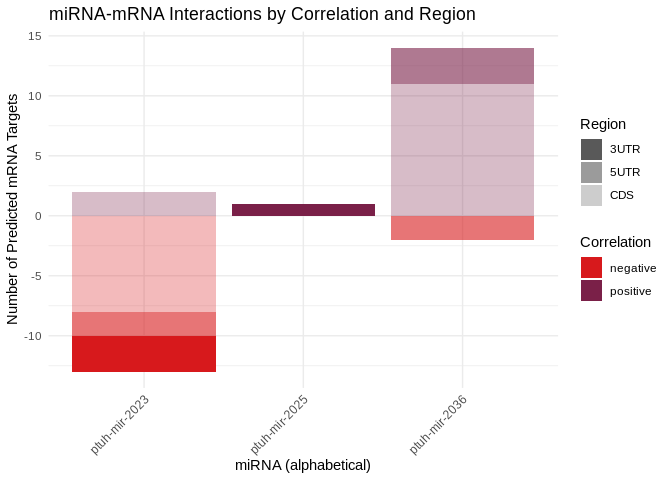 miRNA-mRNA Interactions by Correlation and Region
Number of Predicted mRNA Targets
15
10
5
0
-5
-10
ptuh-mir-2023
ptuh-mir-2025
ptuh-mir-2036
miRNA (alphabetical)
Region
3UTR
5UTR
CDS
Correlation
negative
positive